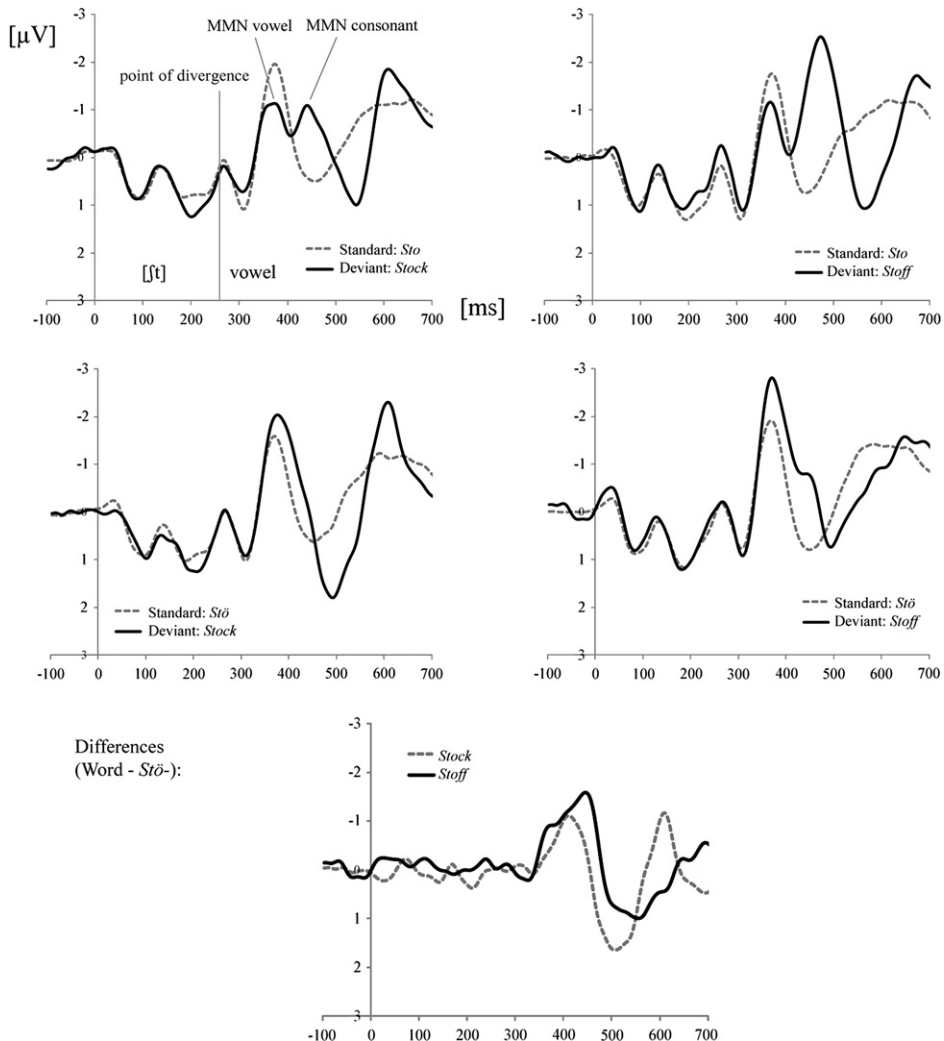 [µV]
-3
-2
-1
0
1
2
3
MMN vowel
MMN consonant
point of divergence
[ʃt]
vowel
Standard: Sto
Deviant: Stock
-100 0 100 200 300 400 500 600 700
-3
-2
-1
0
1
2
3
Standard: Sto
Deviant: Stoff
-100 0 100 200 300 400 500 600 700
[ms]
-3
-2
-1
0
1
2
3
Standard: Stö
Deviant: Stock
-100 0 100 200 300 400 500 600 700
-3
-2
-1
0
1
2
3
Standard: Stö
Deviant: Stoff
-100 0 100 200 300 400 500 600 700
Differences
(Word - Stö-):
-3
-2
-1
0
1
2
3
Stock
Stoff
-100 0 100 200 300 400 500 600 700